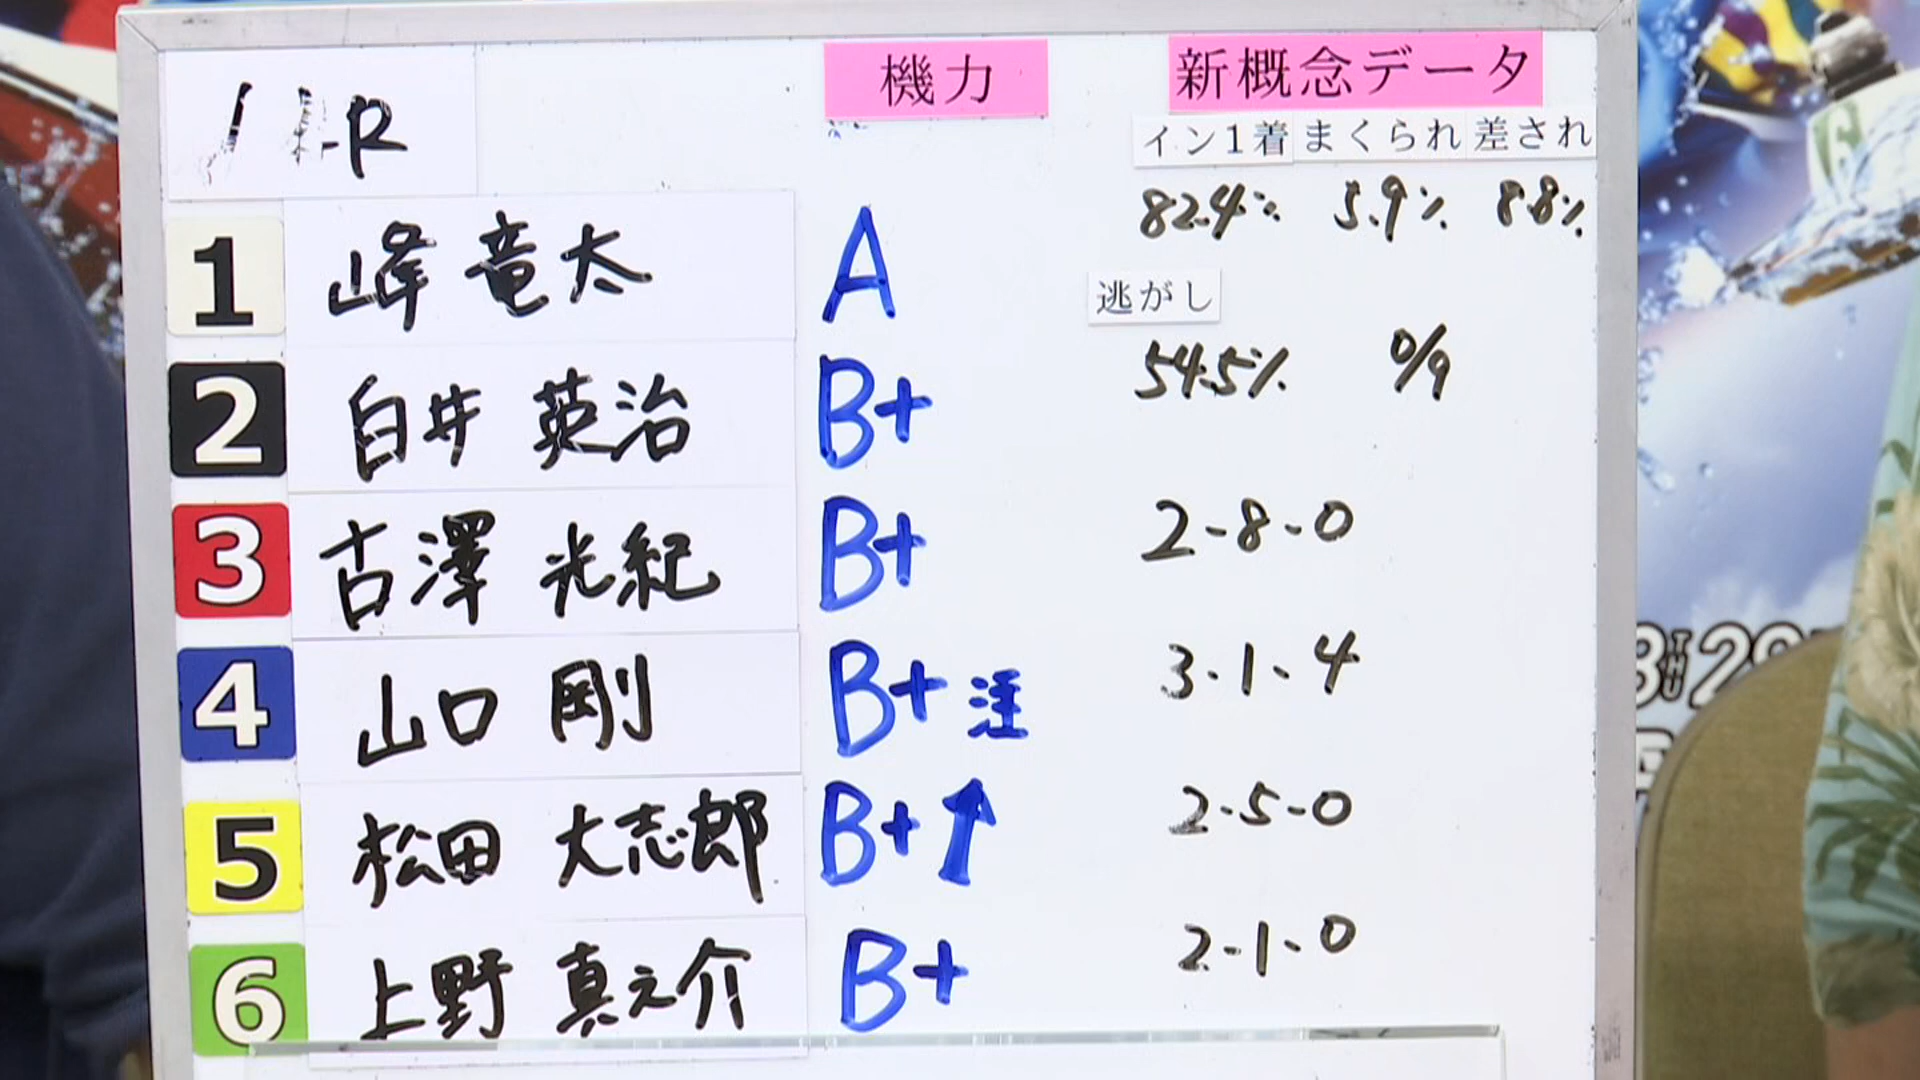 機力 新概念データ
R
イン1着 まくられ 差され
1 峰 竜太 A 82.4% 5.9% 8.8%
逃がし
2 白井 英治 B+ 54.5% 0/9
3 古澤 光紀 B+ 2-8-0
4 山口 剛 B+ 注 3-1-4
5 松田 大志郎 B+↑ 2-5-0
6 上野 真之介 B+ 2-1-0